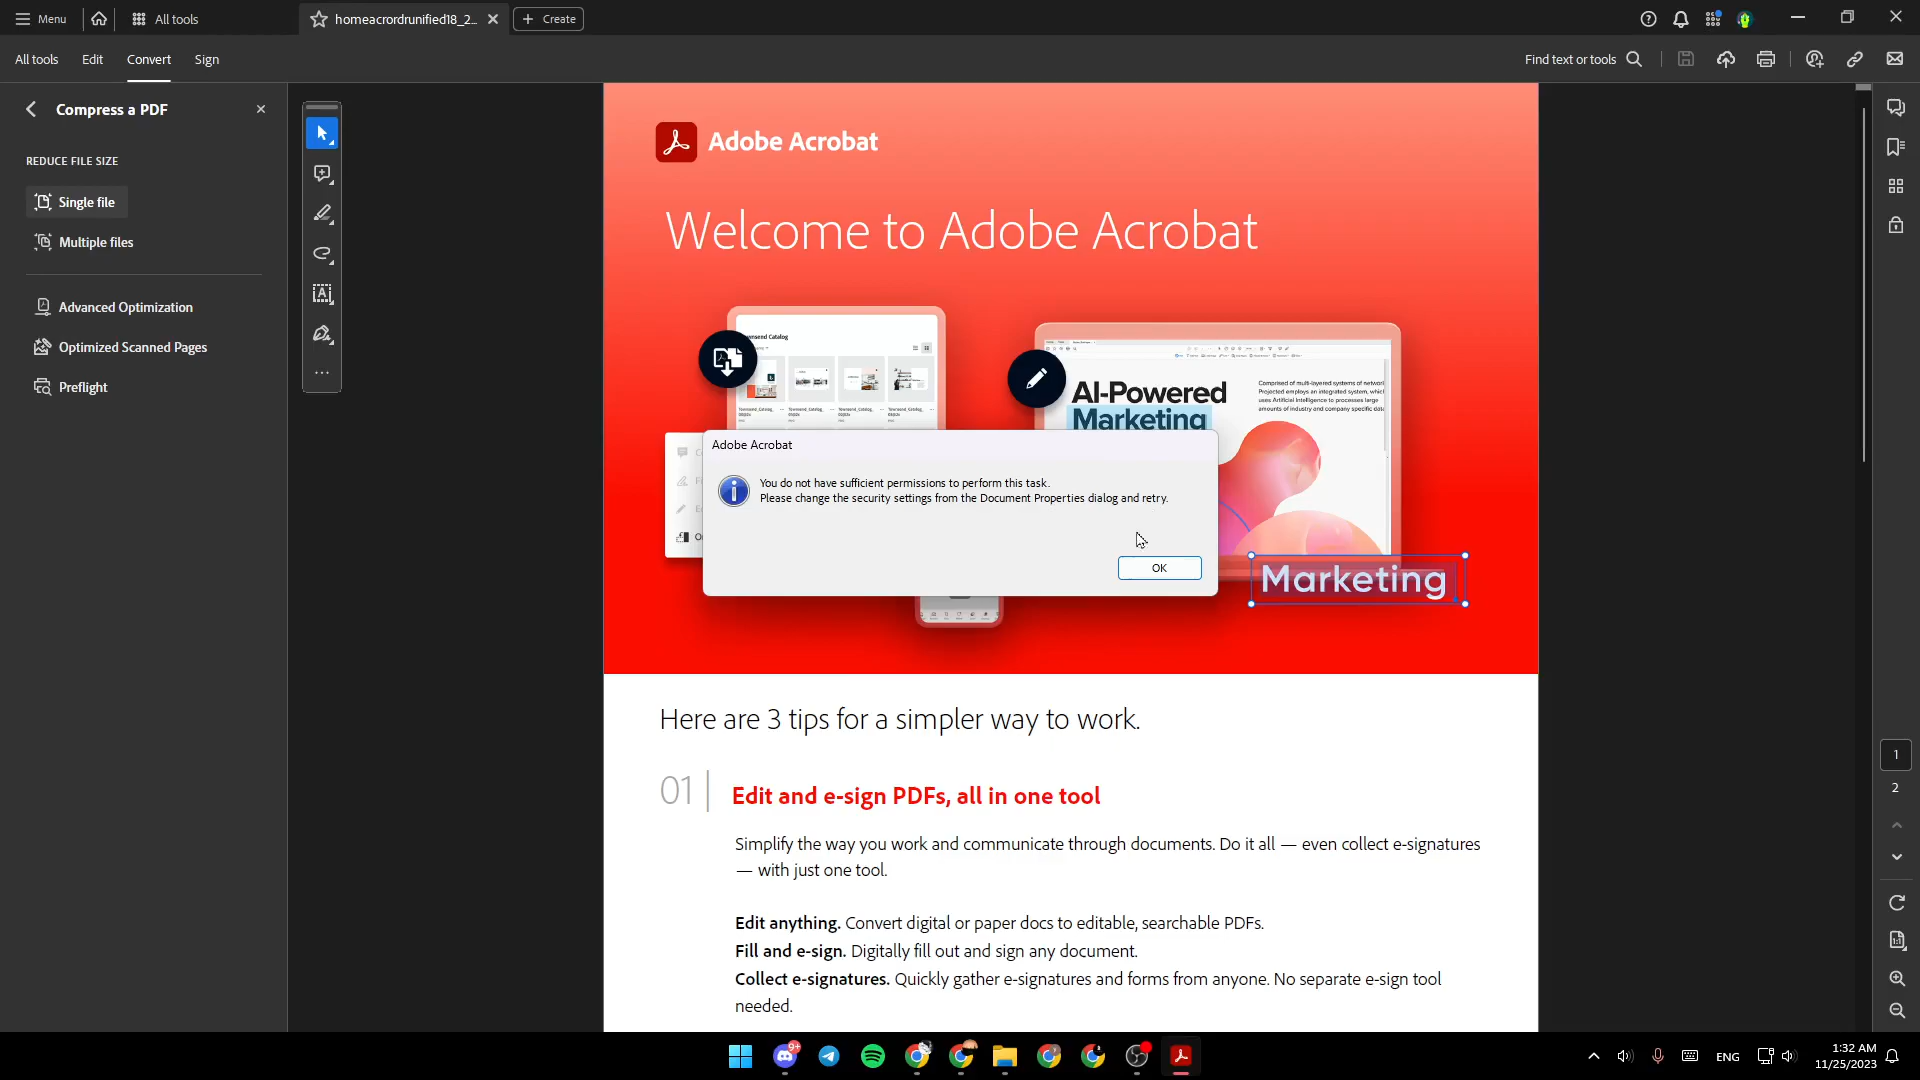 Menu
All tools
homeacrordrunified18_2...
Create
All tools
Edit
Convert
Sign
Find text or tools
Compress a PDF
REDUCE FILE SIZE
Single file
Multiple files
Advanced Optimization
Optimized Scanned Pages
Preflight
Adobe Acrobat
Welcome to Adobe Acrobat
AI-Powered
Marketing
Adobe Acrobat
You do not have sufficient permissions to perform this task.
Please change the security settings from the Document Properties dialog and retry.
OK
Marketing
Here are 3 tips for a simpler way to work.
01
Edit and e-sign PDFs, all in one tool
Simplify the way you work and communicate through documents. Do it all — even collect e-signatures
— with just one tool.
Edit anything. Convert digital or paper docs to editable, searchable PDFs.
Fill and e-sign. Digitally fill out and sign any document.
Collect e-signatures. Quickly gather e-signatures and forms from anyone. No separate e-sign tool
needed.
1
2
9+
ENG
1:32 AM
11/25/2023